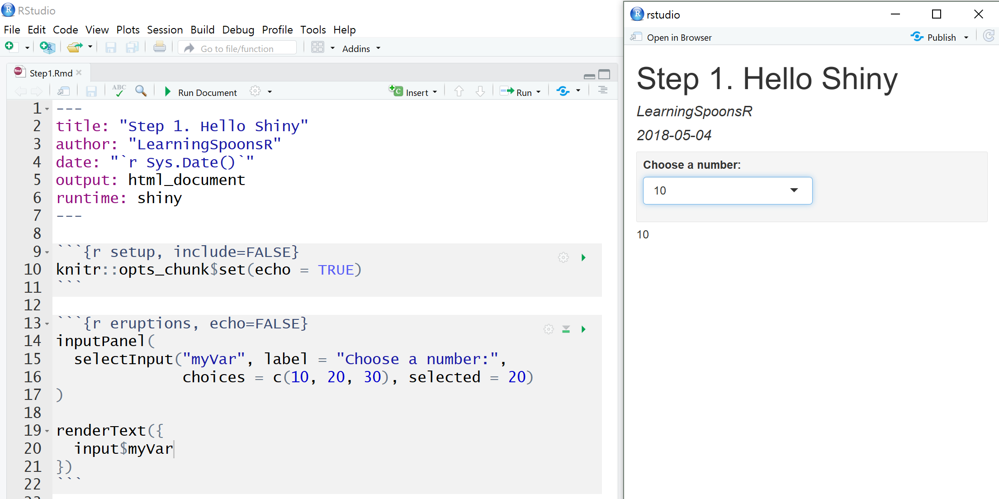 RStudio
File Edit Code View Plots Session Build Debug Profile Tools Help
Go to file/function Addins
Step1.Rmd
ABC Run Document Insert Run
1 ---
2 title: "Step 1. Hello Shiny"
3 author: "LearningSpoonsR"
4 date: "`r Sys.Date()`"
5 output: html_document
6 runtime: shiny
7 ---
8
9 ```{r setup, include=FALSE}
10 knitr::opts_chunk$set(echo = TRUE)
11 ```
12
13 ```{r eruptions, echo=FALSE}
14 inputPanel(
15   selectInput("myVar", label = "Choose a number:",
16               choices = c(10, 20, 30), selected = 20)
17 )
18
19 renderText({
20   input$myVar
21 })
22 ```
rstudio
Open in Browser Publish
Step 1. Hello Shiny
LearningSpoonsR
2018-05-04
Choose a number:
10
10